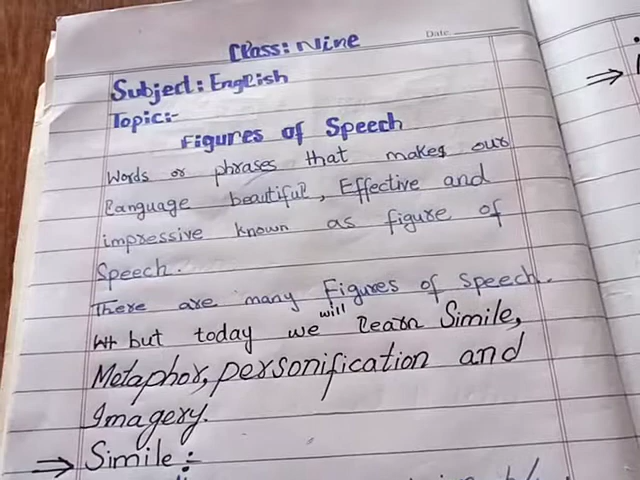 Date
Class: Nine
Subject: English
Topic:-
Figures of Speech
Words or phrases that makes our
language beautiful, Effective and
impressive known as figure of
Speech.
There are many Figures of Speech.
but today we will learn Simile,
Metaphor, personification and
Imagery.
⇒ Simile :-